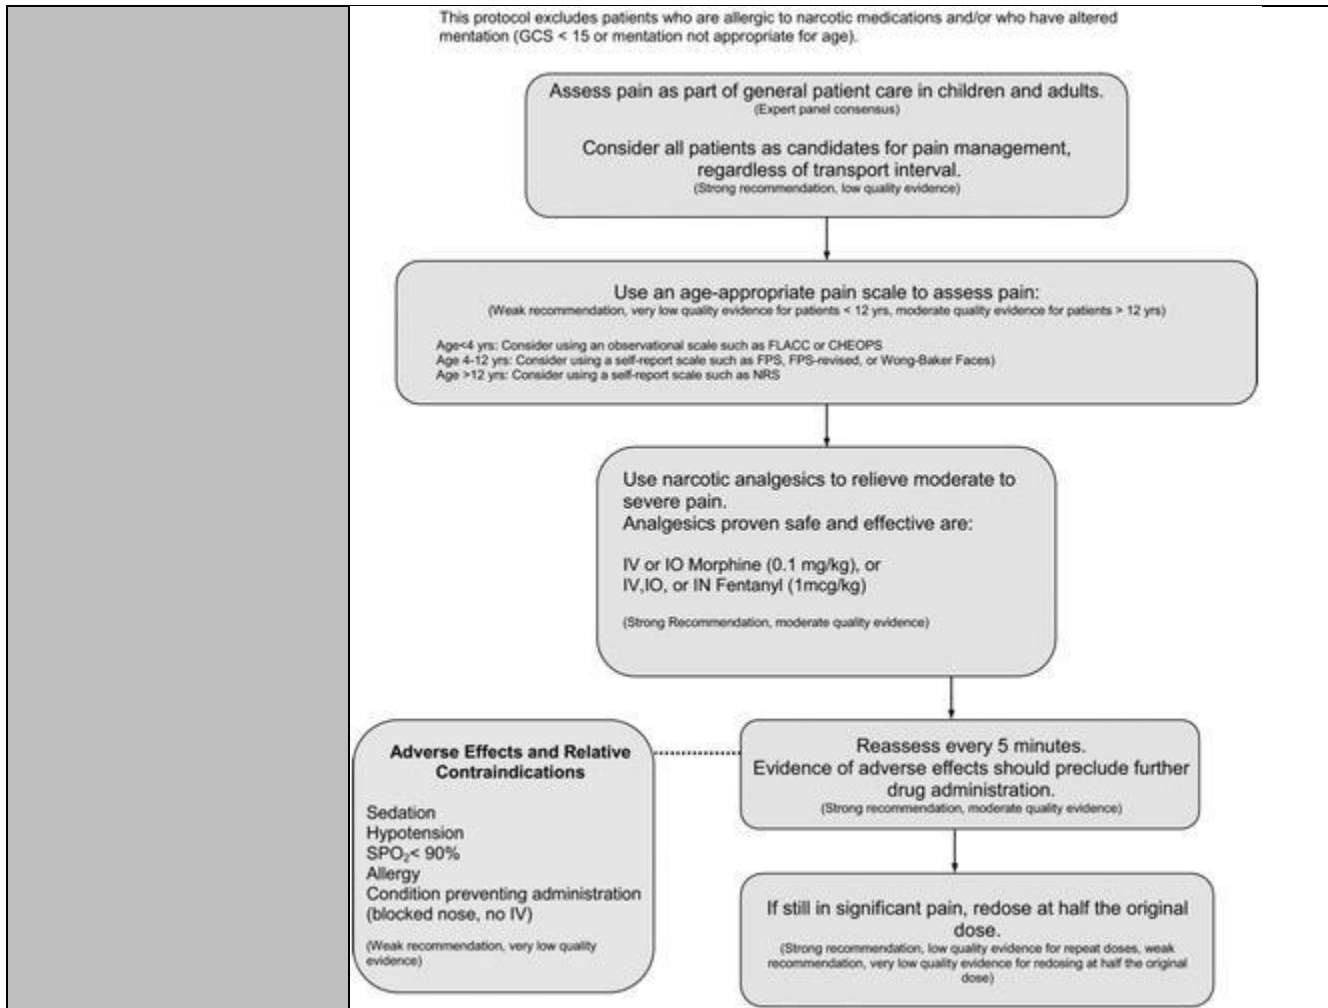 This protocol excludes patients who are allergic to narcotic medications and/or who have altered
mentation (GCS < 15 or mentation not appropriate for age).
Assess pain as part of general patient care in children and adults.
(Expert panel consensus)
Consider all patients as candidates for pain management,
regardless of transport interval.
(Strong recommendation, low quality evidence)
Use an age-appropriate pain scale to assess pain:
(Weak recommendation, very low quality evidence for patients < 12 yrs, moderate quality evidence for patients > 12 yrs)
Age<4 yrs: Consider using an observational scale such as FLACC or CHEOPS
Age 4-12 yrs: Consider using a self-report scale such as FPS, FPS-revised, or Wong-Baker Faces)
Age >12 yrs: Consider using a self-report scale such as NRS
Use narcotic analgesics to relieve moderate to
severe pain.
Analgesics proven safe and effective are:
IV or IO Morphine (0.1 mg/kg), or
IV,IO, or IN Fentanyl (1mcg/kg)
(Strong Recommendation, moderate quality evidence)
Adverse Effects and Relative
Contraindications
Sedation
Hypotension
SPO₂< 90%
Allergy
Condition preventing administration
(blocked nose, no IV)
(Weak recommendation, very low quality
evidence)
Reassess every 5 minutes.
Evidence of adverse effects should preclude further
drug administration.
(Strong recommendation, moderate quality evidence)
If still in significant pain, redose at half the original
dose.
(Strong recommendation, low quality evidence for repeat doses, weak
recommendation, very low quality evidence for redosing at half the original
dose)